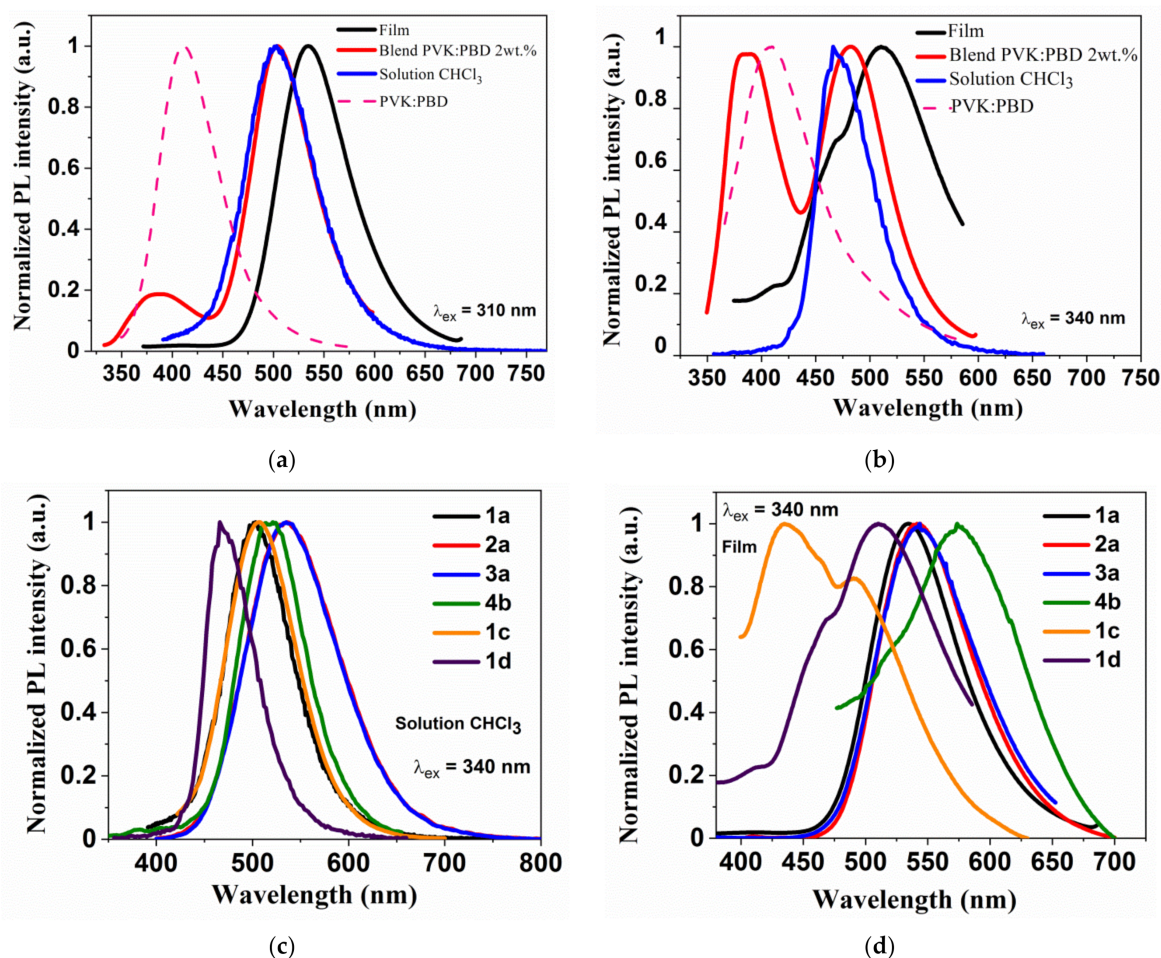 Normalized PL intensity (a.u.)
1
0.8
0.6
0.4
0.2
0
Film
Blend PVK:PBD 2wt.%
Solution CHCl₃
PVK:PBD
λex = 310 nm
350 400 450 500 550 600 650 700 750
Wavelength (nm)
(a)
Normalized PL intensity (a.u.)
1
0.8
0.6
0.4
0.2
0
Film
Blend PVK:PBD 2wt.%
Solution CHCl₃
PVK:PBD
λex = 340 nm
350 400 450 500 550 600 650 700 750
Wavelength (nm)
(b)
Normalized PL intensity (a.u.)
1
0.8
0.6
0.4
0.2
0
1a
2a
3a
4b
1c
1d
Solution CHCl₃
λex = 340 nm
400 500 600 700 800
Wavelength (nm)
(c)
Normalized PL intensity (a.u.)
1
0.8
0.6
0.4
0.2
0
λex = 340 nm
Film
1a
2a
3a
4b
1c
1d
400 450 500 550 600 650 700
Wavelength (nm)
(d)